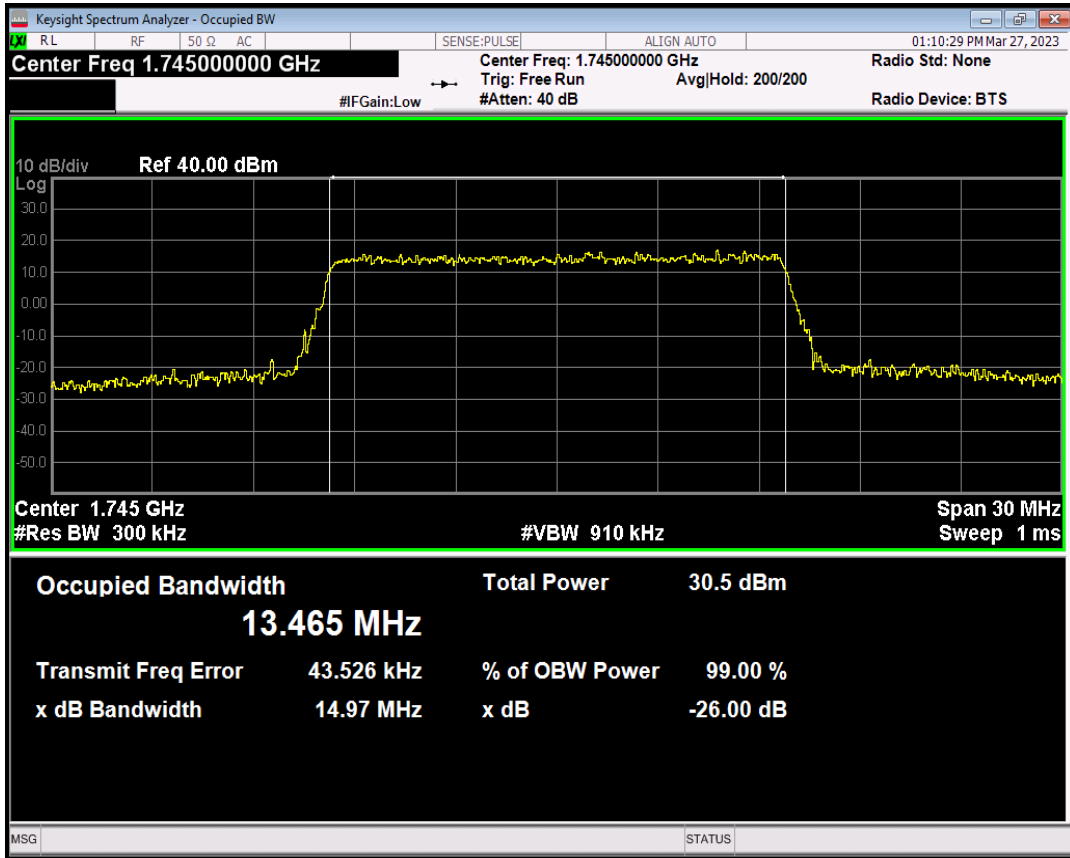 Keysight Spectrum Analyzer - Occupied BW
LXI RL RF 50 Ω AC SENSE:PULSE ALIGN AUTO 01:10:29 PM Mar 27, 2023
Center Freq 1.745000000 GHz Center Freq: 1.745000000 GHz Radio Std: None
Trig: Free Run Avg|Hold: 200/200
#IFGain:Low #Atten: 40 dB Radio Device: BTS
10 dB/div Ref 40.00 dBm
Log
30.0
20.0
10.0
0.00
-10.0
-20.0
-30.0
-40.0
-50.0
Center 1.745 GHz Span 30 MHz
#Res BW 300 kHz #VBW 910 kHz Sweep 1 ms
Occupied Bandwidth Total Power 30.5 dBm
13.465 MHz
Transmit Freq Error 43.526 kHz % of OBW Power 99.00 %
x dB Bandwidth 14.97 MHz x dB -26.00 dB
MSG STATUS